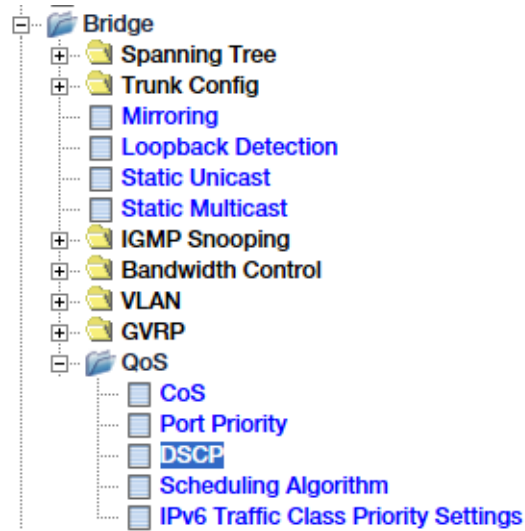 Bridge
Spanning Tree
Trunk Config
Mirroring
Loopback Detection
Static Unicast
Static Multicast
IGMP Snooping
Bandwidth Control
VLAN
GVRP
QoS
CoS
Port Priority
DSCP
Scheduling Algorithm
IPv6 Traffic Class Priority Settings